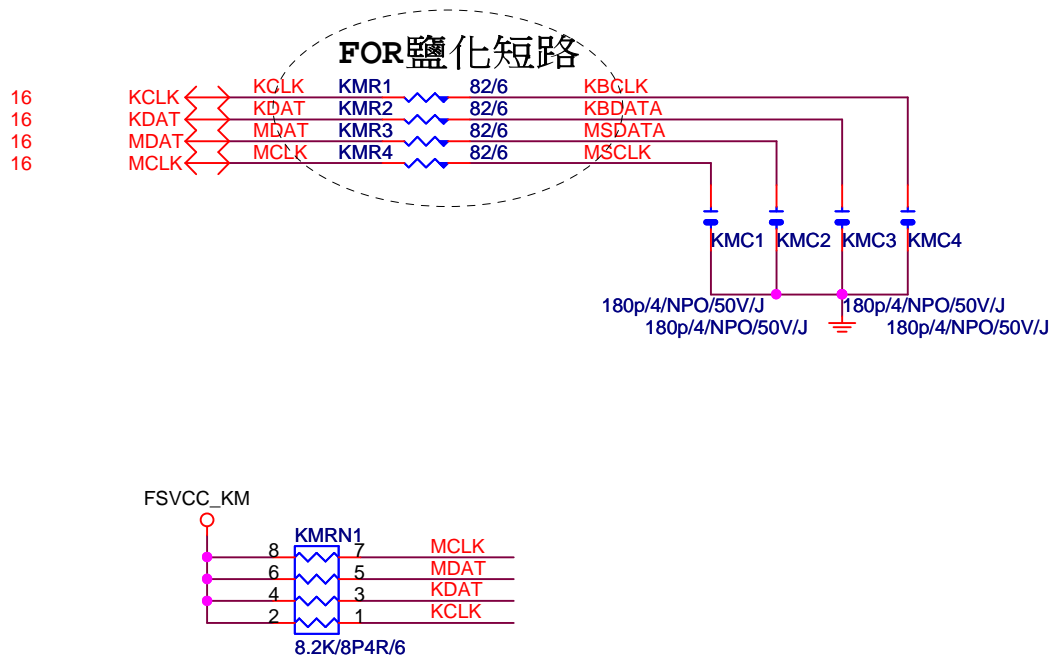 FOR鹽化短路
16 KCLK KCLK KMR1 82/6 KBCLK
16 KDAT KDAT KMR2 82/6 KBDATA
16 MDAT MDAT KMR3 82/6 MSDATA
16 MCLK MCLK KMR4 82/6 MSCLK
KMC1 KMC2 KMC3 KMC4
180p/4/NPO/50V/J 180p/4/NPO/50V/J
180p/4/NPO/50V/J 180p/4/NPO/50V/J
FSVCC_KM
KMRN1
8 7 MCLK
6 5 MDAT
4 3 KDAT
2 1 KCLK
8.2K/8P4R/6